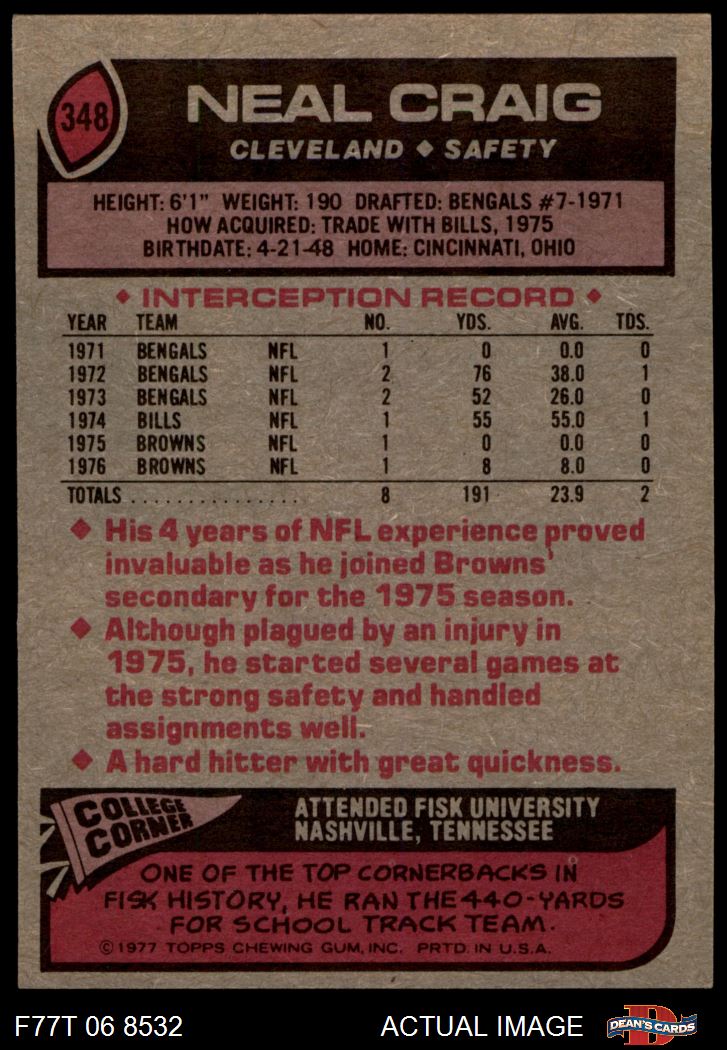 348
NEAL CRAIG
CLEVELAND ♦ SAFETY
HEIGHT: 6'1" WEIGHT: 190 DRAFTED: BENGALS #7-1971
HOW ACQUIRED: TRADE WITH BILLS, 1975
BIRTHDATE: 4-21-48 HOME: CINCINNATI, OHIO
♦ INTERCEPTION RECORD ♦
YEAR TEAM NO. YDS. AVG. TDS.
1971 BENGALS NFL 1 0 0.0 0
1972 BENGALS NFL 2 76 38.0 1
1973 BENGALS NFL 2 52 26.0 0
1974 BILLS NFL 1 55 55.0 1
1975 BROWNS NFL 1 0 0.0 0
1976 BROWNS NFL 1 8 8.0 0
TOTALS ................ 8 191 23.9 2
♦ His 4 years of NFL experience proved
invaluable as he joined Browns'
secondary for the 1975 season.
♦ Although plagued by an injury in
1975, he started several games at
the strong safety and handled
assignments well.
♦ A hard hitter with great quickness.
COLLEGE
CORNER
ATTENDED FISK UNIVERSITY
NASHVILLE, TENNESSEE
ONE OF THE TOP CORNERBACKS IN
FISK HISTORY, HE RAN THE 440-YARDS
FOR SCHOOL TRACK TEAM.
©1977 TOPPS CHEWING GUM, INC. PRTD. IN U.S.A.
F77T 06 8532 ACTUAL IMAGE
D
DEAN'S CARDS